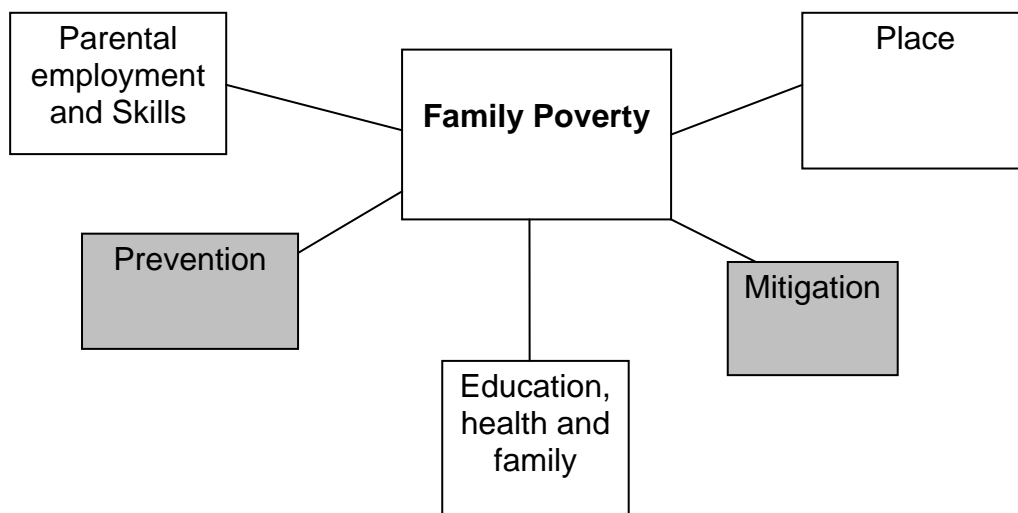 Parental
employment
and Skills
Family Poverty
Place
Prevention
Mitigation
Education,
health and
family